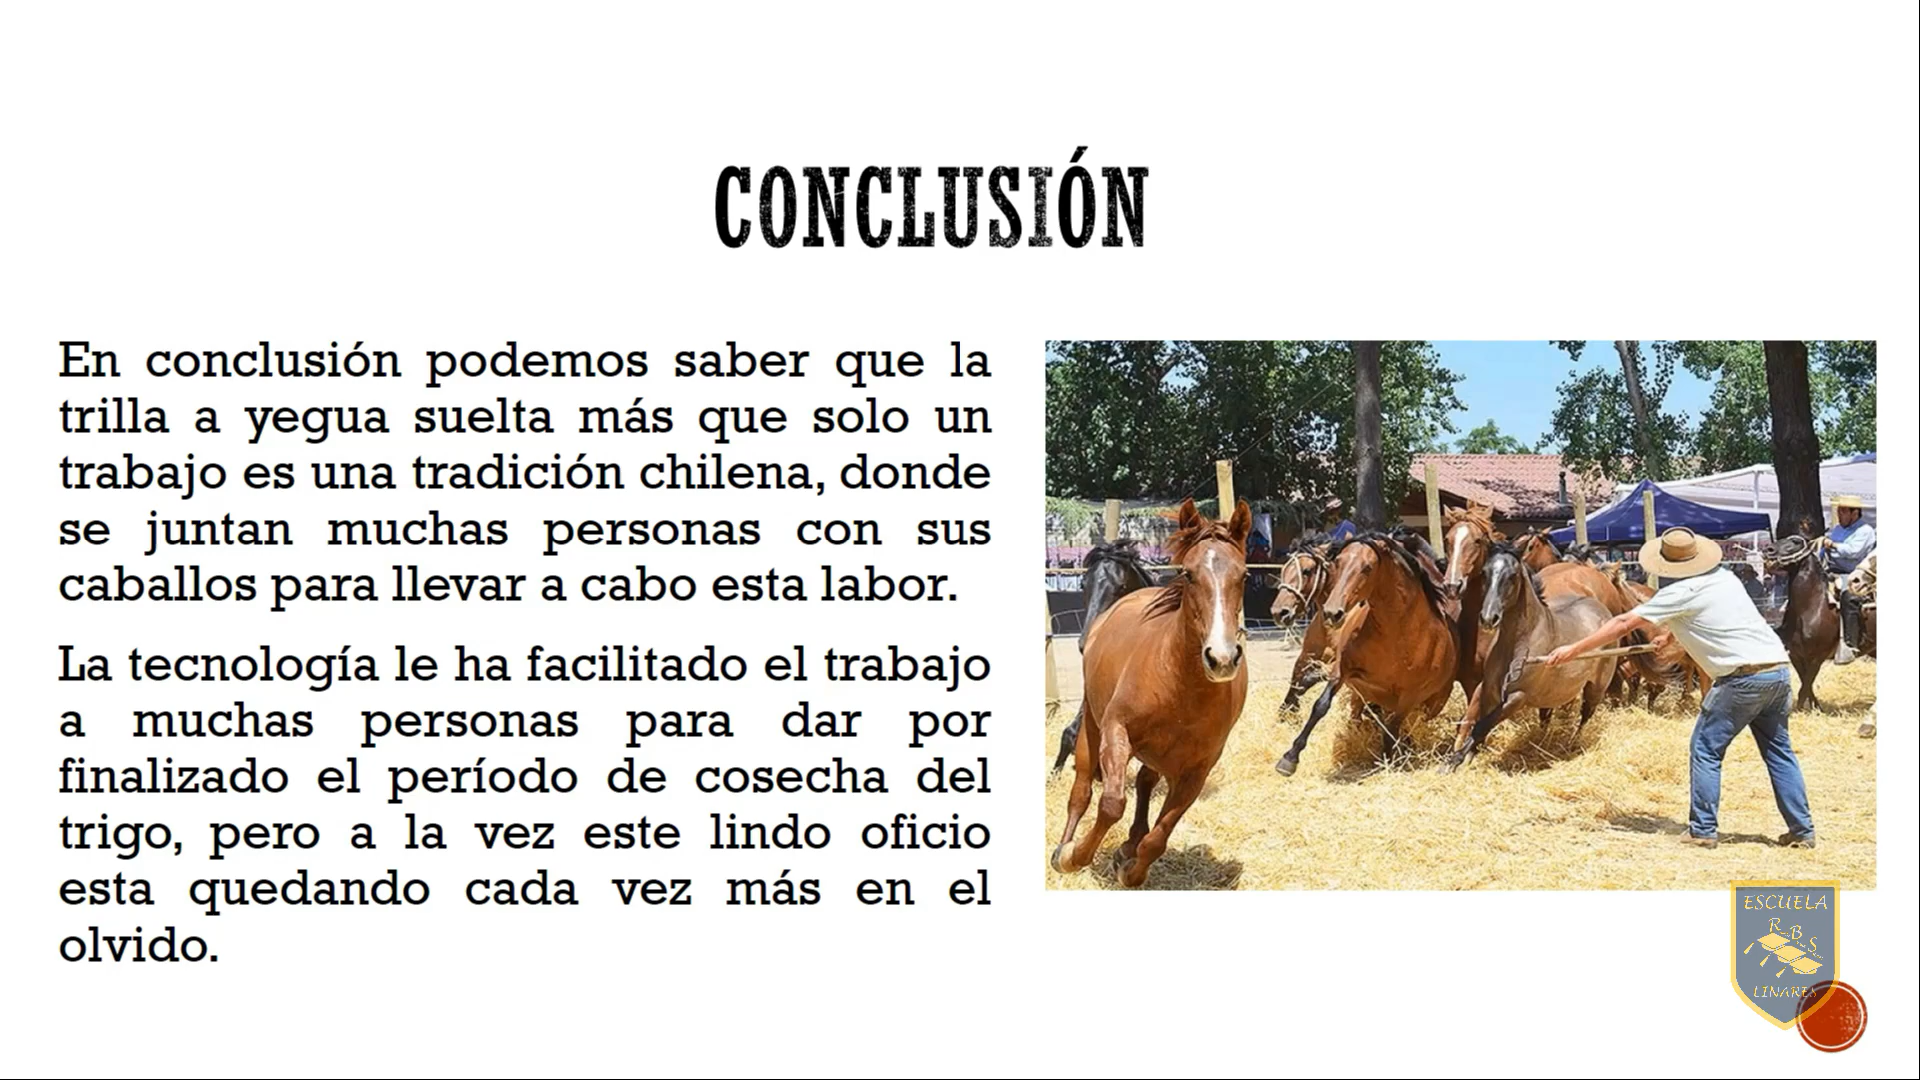 CONCLUSIÓN
En conclusión podemos saber que la
trilla a yegua suelta más que solo un
trabajo es una tradición chilena, donde
se juntan muchas personas con sus
caballos para llevar a cabo esta labor.
La tecnología le ha facilitado el trabajo
a muchas personas para dar por
finalizado el período de cosecha del
trigo, pero a la vez este lindo oficio
esta quedando cada vez más en el
olvido.
ESCUELA
R B S
LINARES